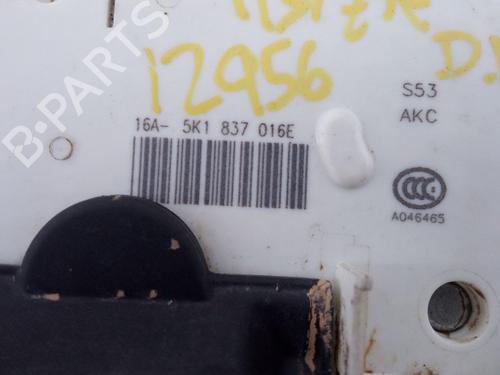 12956
S53
AKC
16A- 5K1 837 016E
A046465
B-PARTS